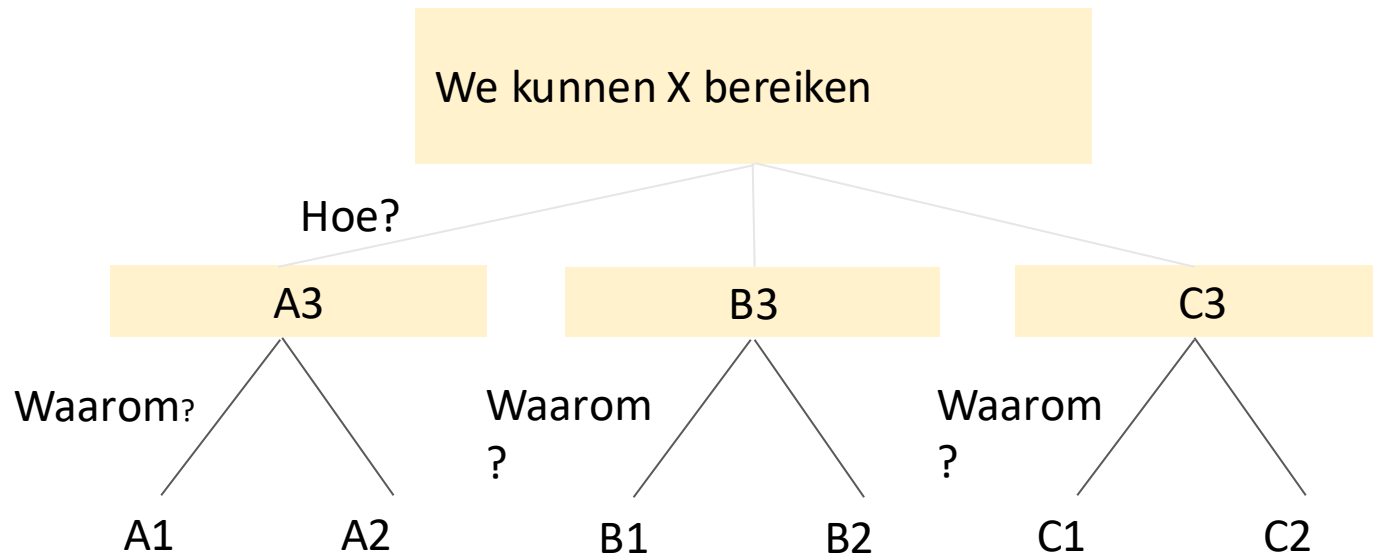 We kunnen X bereiken
Hoe?
A3
B3
C3
Waarom?
Waarom
?
Waarom
?
A1
A2
B1
B2
C1
C2